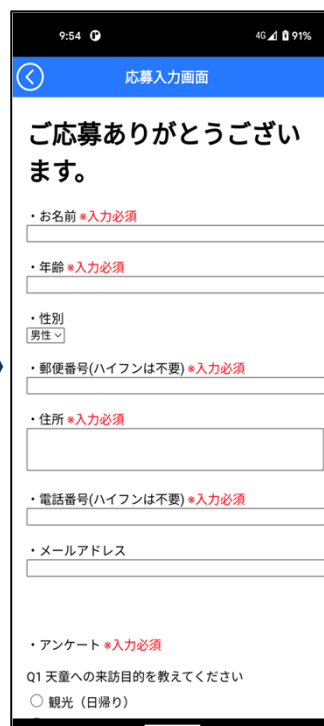 9:54 4G 91%
応募入力画面
ご応募ありがとうござい
ます。
・お名前 ※入力必須
・年齢 ※入力必須
・性別
男性
・郵便番号(ハイフンは不要) ※入力必須
・住所 ※入力必須
・電話番号(ハイフンは不要) ※入力必須
・メールアドレス
・アンケート ※入力必須
Q1 天童への来訪目的を教えてください
観光（日帰り）